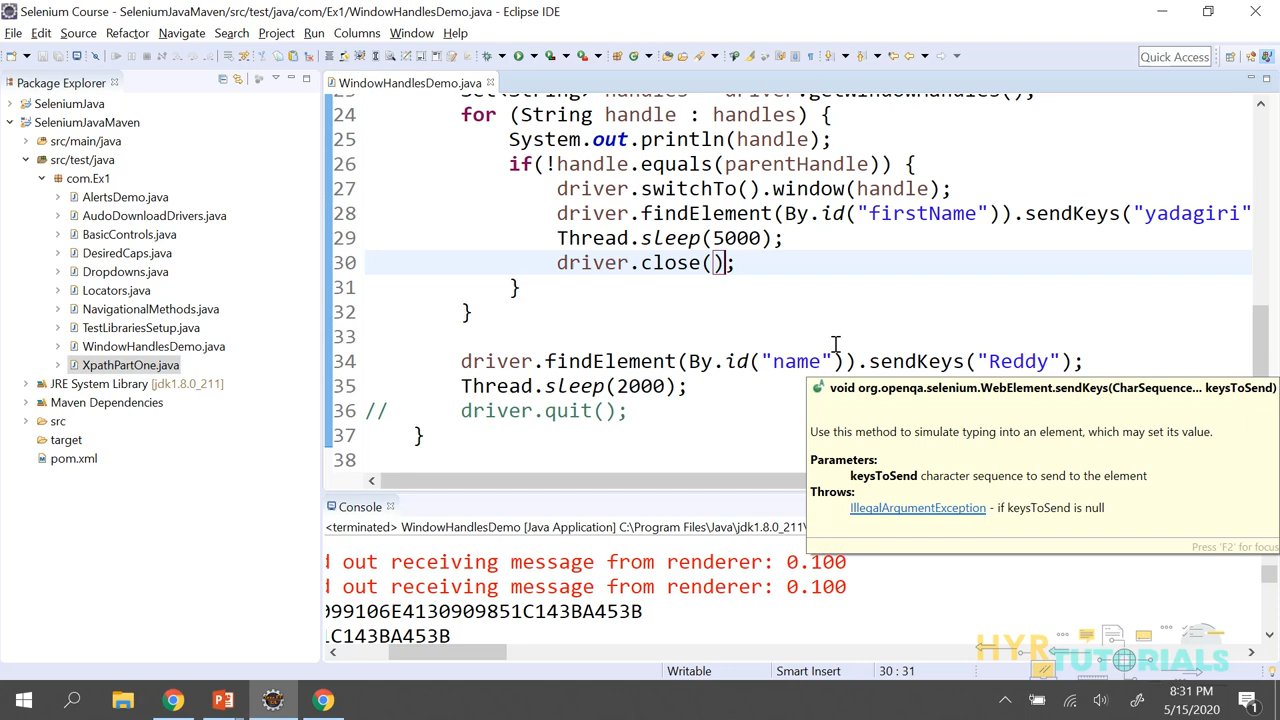 Selenium Course - SeleniumJavaMaven/src/test/java/com/Ex1/WindowHandlesDemo.java - Eclipse IDE
File Edit Source Refactor Navigate Search Project Run Columns Window Help
Quick Access
Package Explorer
WindowHandlesDemo.java
SeleniumJava
SeleniumJavaMaven
src/main/java
src/test/java
com.Ex1
AlertsDemo.java
AudoDownloadDrivers.java
BasicControls.java
DesiredCaps.java
Dropdowns.java
Locators.java
NavigationalMethods.java
TestLibrariesSetup.java
WindowHandlesDemo.java
XpathPartOne.java
JRE System Library [jdk1.8.0_211]
Maven Dependencies
src
target
pom.xml
24 for (String handle : handles) {
25 System.out.println(handle);
26 if(!handle.equals(parentHandle)) {
27 driver.switchTo().window(handle);
28 driver.findElement(By.id("firstName")).sendKeys("yadagiri"
29 Thread.sleep(5000);
30 driver.close();
31 }
32 }
33
34 driver.findElement(By.id("name")).sendKeys("Reddy");
35 Thread.sleep(2000);
36 // driver.quit();
37 }
38
void org.openqa.selenium.WebElement.sendKeys(CharSequence... keysToSend)
Use this method to simulate typing into an element, which may set its value.
Parameters:
keysToSend character sequence to send to the element
Throws:
IllegalArgumentException - if keysToSend is null
Press 'F2' for focus
Console
<terminated> WindowHandlesDemo [Java Application] C:\Program Files\Java\jdk1.8.0_211\
d out receiving message from renderer: 0.100
d out receiving message from renderer: 0.100
099106E4130909851C143BA453B
1C143BA453B
HYR TUTORIALS
Writable Smart Insert 30 : 31
8:31 PM
5/15/2020